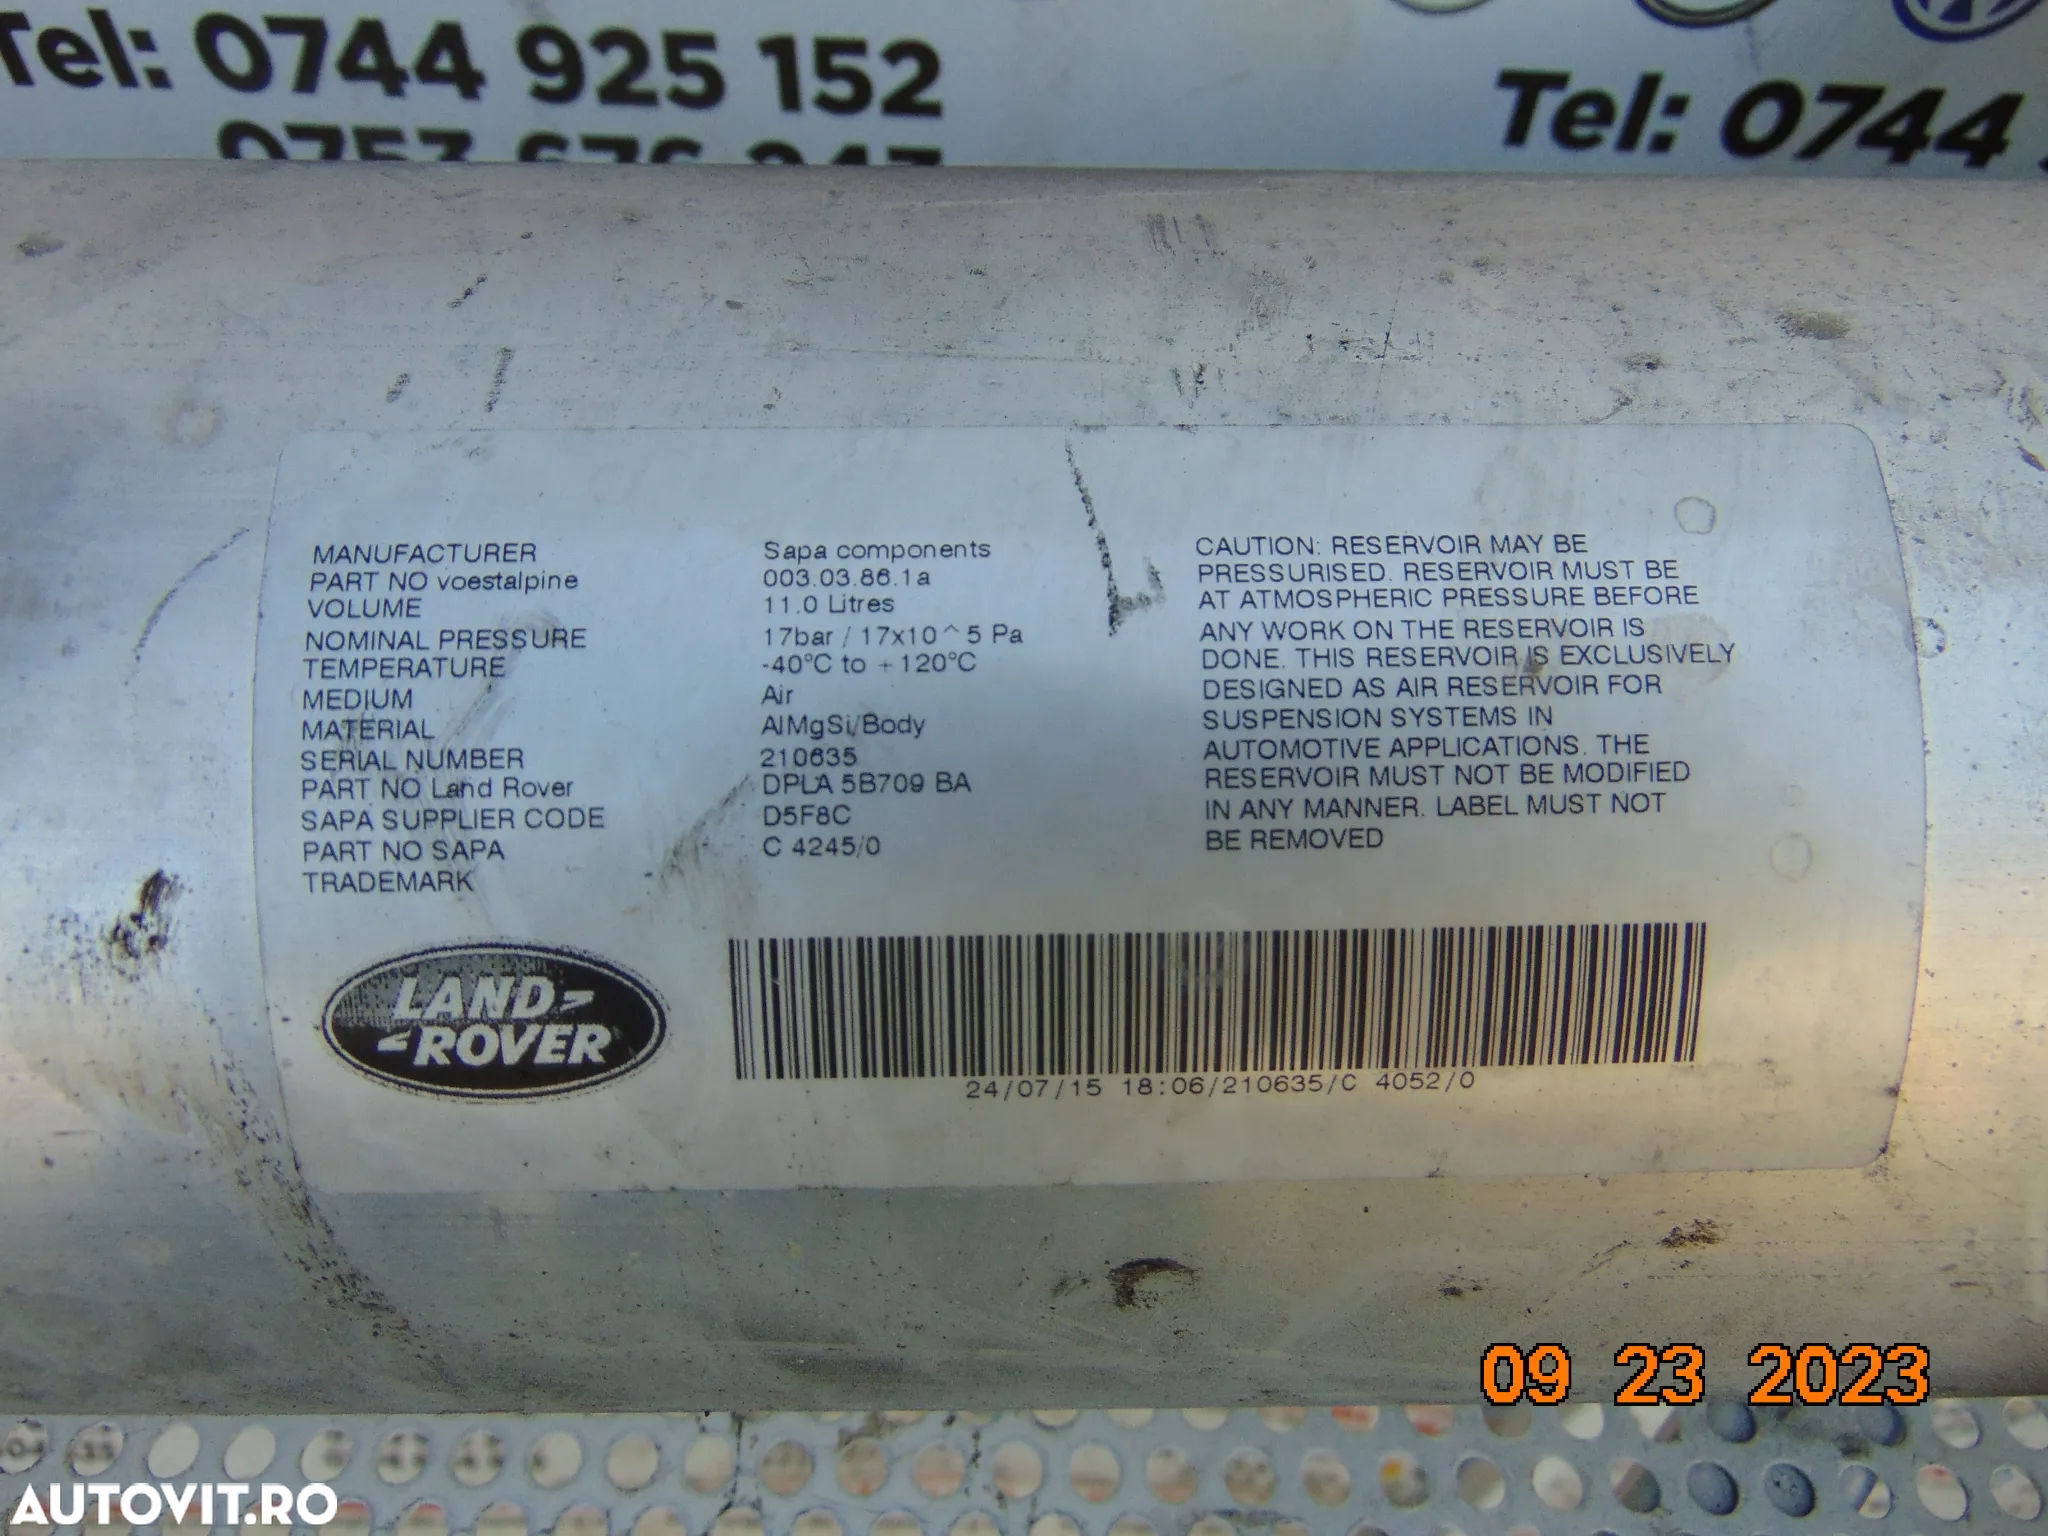 Tel: 0744 925 152
Tel: 0744
MANUFACTURER Sapa components
PART NO voestalpine 003.03.86.1a
VOLUME 11.0 Litres
NOMINAL PRESSURE 17bar / 17x10^5 Pa
TEMPERATURE -40°C to +120°C
MEDIUM Air
MATERIAL AlMgSi/Body
SERIAL NUMBER 210635
PART NO Land Rover DPLA 5B709 BA
SAPA SUPPLIER CODE D5F8C
PART NO SAPA C 4245/0
TRADEMARK
CAUTION: RESERVOIR MAY BE
PRESSURISED. RESERVOIR MUST BE
AT ATMOSPHERIC PRESSURE BEFORE
ANY WORK ON THE RESERVOIR IS
DONE. THIS RESERVOIR IS EXCLUSIVELY
DESIGNED AS AIR RESERVOIR FOR
SUSPENSION SYSTEMS IN
AUTOMOTIVE APPLICATIONS. THE
RESERVOIR MUST NOT BE MODIFIED
IN ANY MANNER. LABEL MUST NOT
BE REMOVED
LAND
ROVER
24/07/15 18:06/210635/C 4052/0
09 23 2023
AUTOVIT.RO